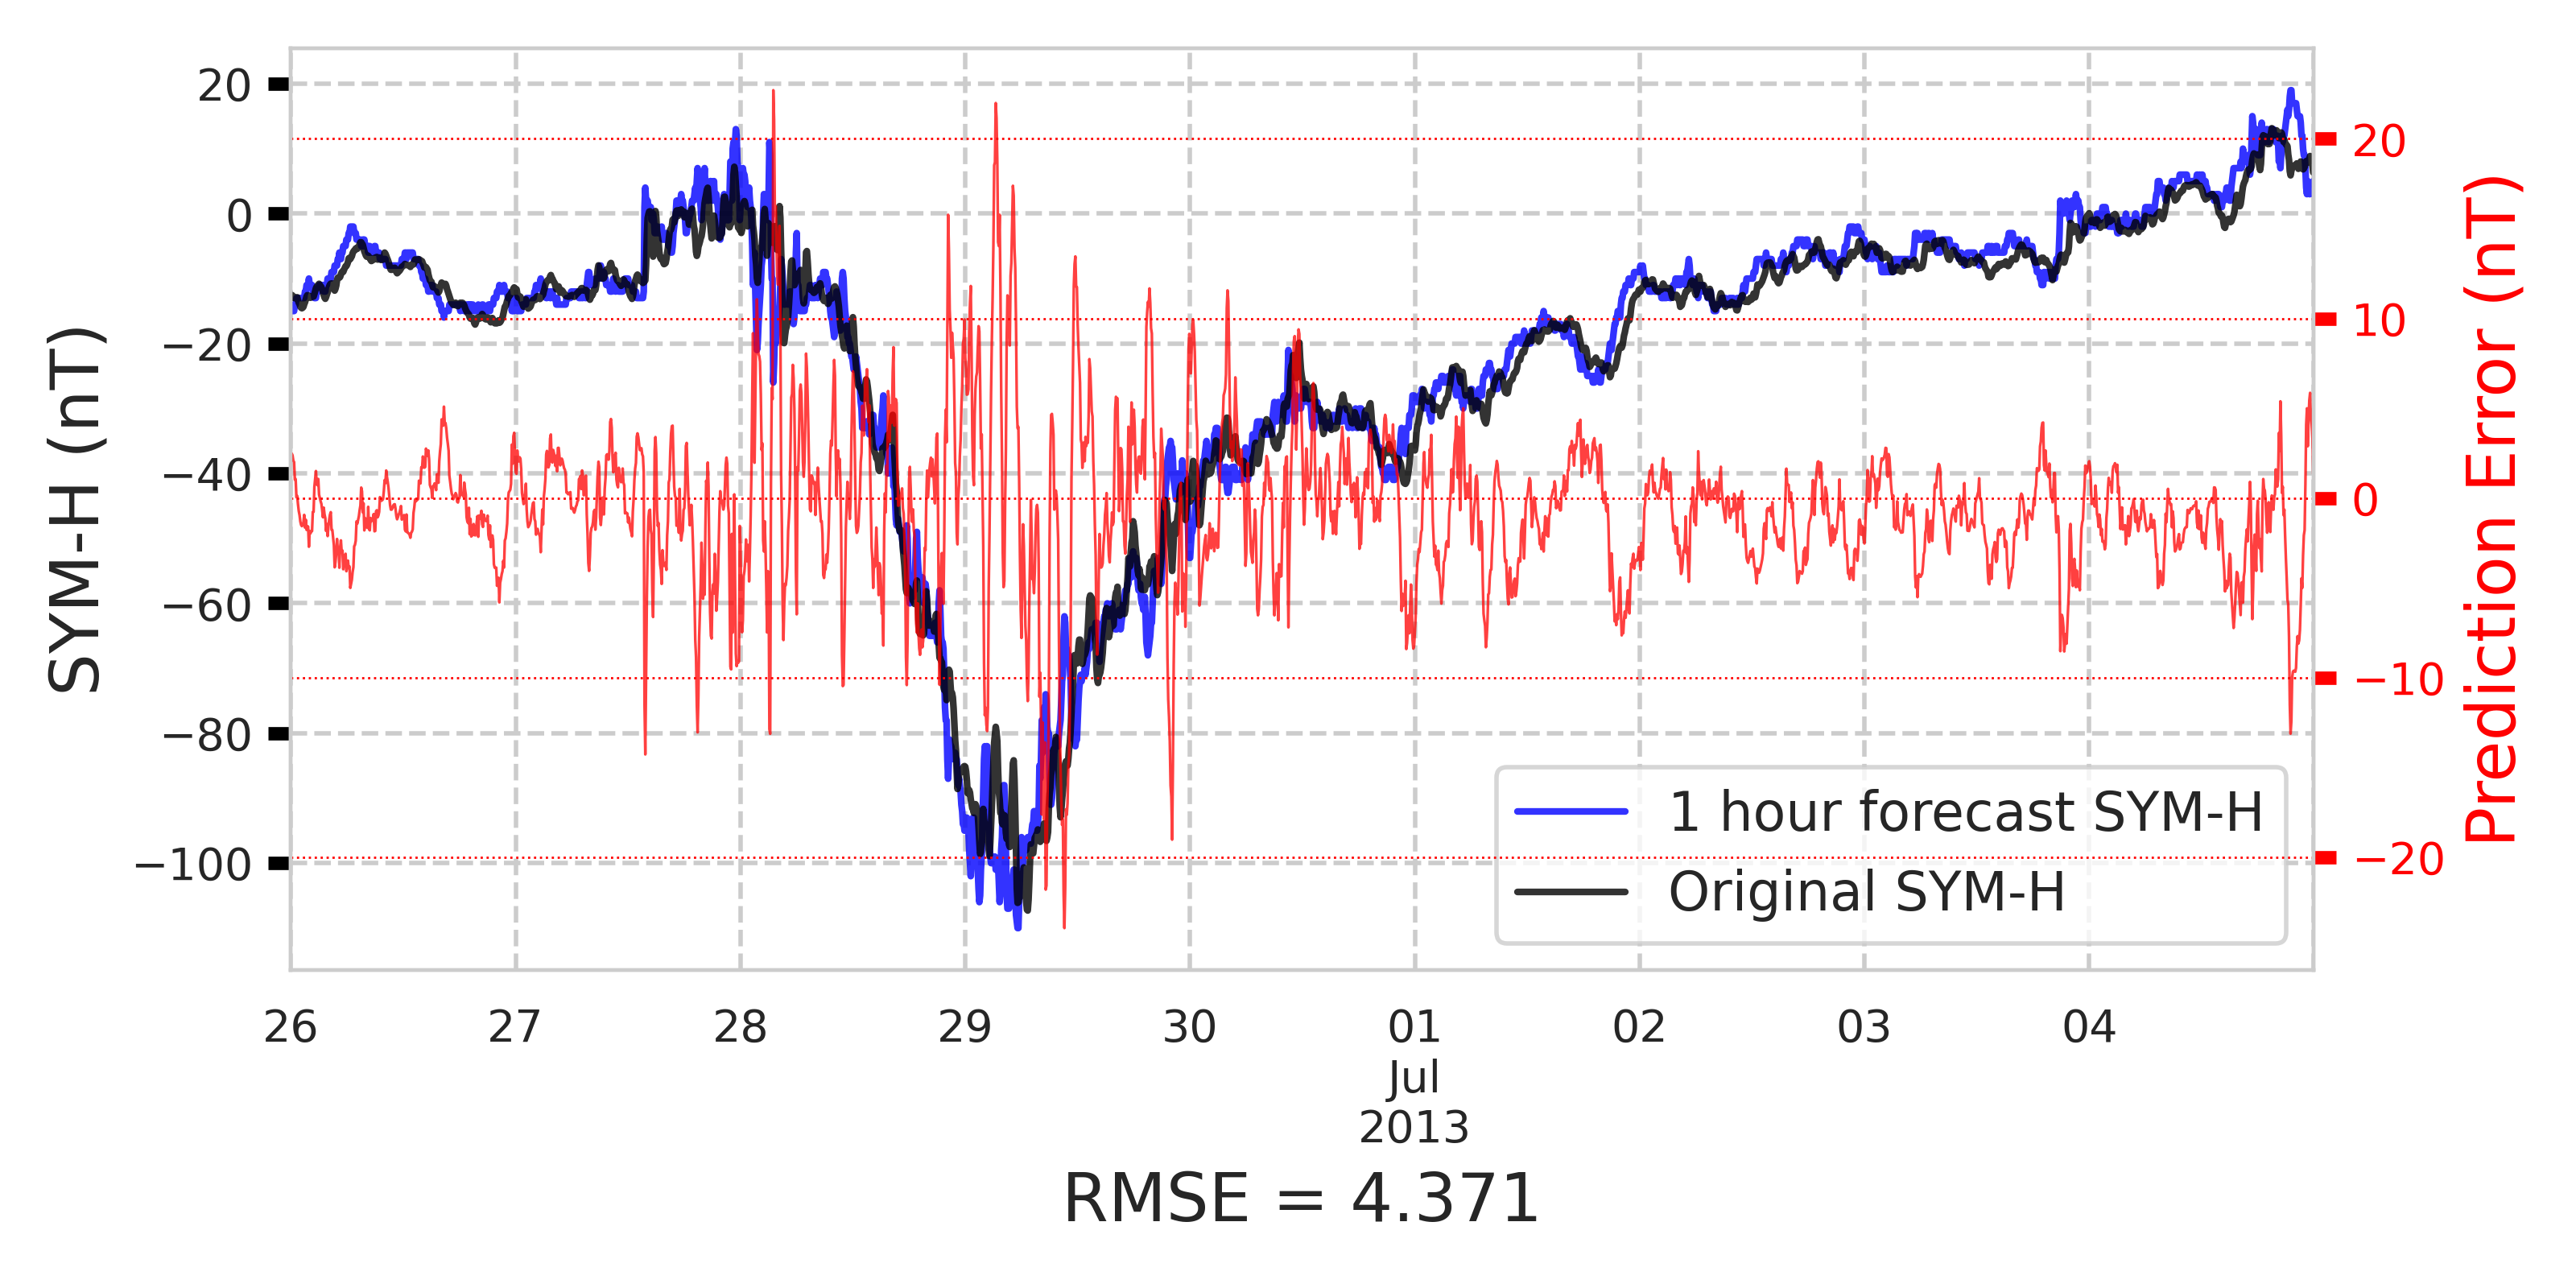 SYM-H (nT)
20
0
−20
−40
−60
−80
−100
20
10
0
−10
−20
Prediction Error (nT)
1 hour forecast SYM-H
Original SYM-H
26 27 28 29 30 01 02 03 04
Jul
2013
RMSE = 4.371